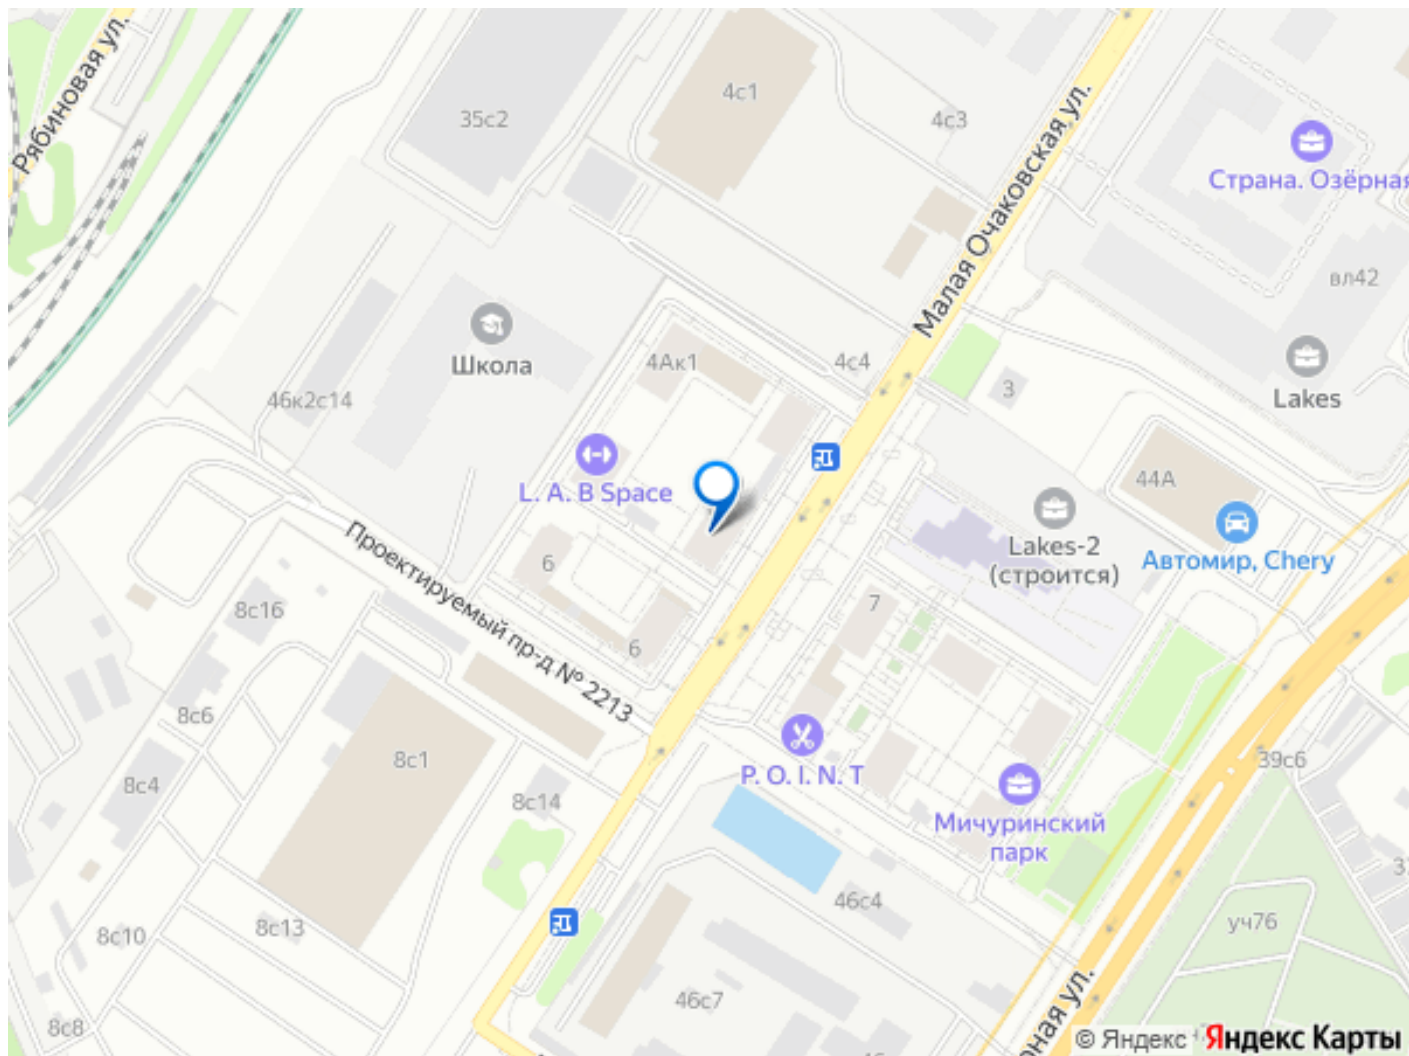 Рябиновая ул.
35с2
4с1
4с3
Малая Очаковская ул.
Страна. Озёрная
вл42
Lakes
Школа
4Ак1
4с4
3
46к2с14
L. A. B Space
44А
Lakes-2
(строится)
Автомир, Chery
Проектируемый пр-д № 2213
6
7
8с16
6
8с6
8с1
P. O. I. N. T
39с6
8с4
8с14
Мичуринский
парк
46с4
уч76
8с10
8с13
46с7
8с8
рная ул.
© Яндекс Яндекс Карты